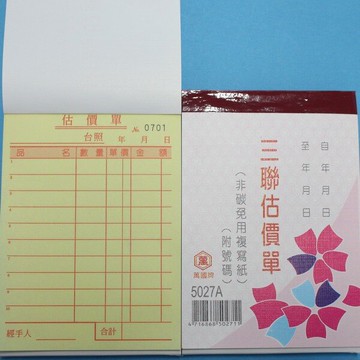 估價單
№ 0701
台照 年 月 日
品 名 數量 單價 金額
經手人 合計
自 年 月 日
至 年 月 日
三聯估價單
(非碳免用複寫紙)
(附號碼)
萬
萬國牌
5027A